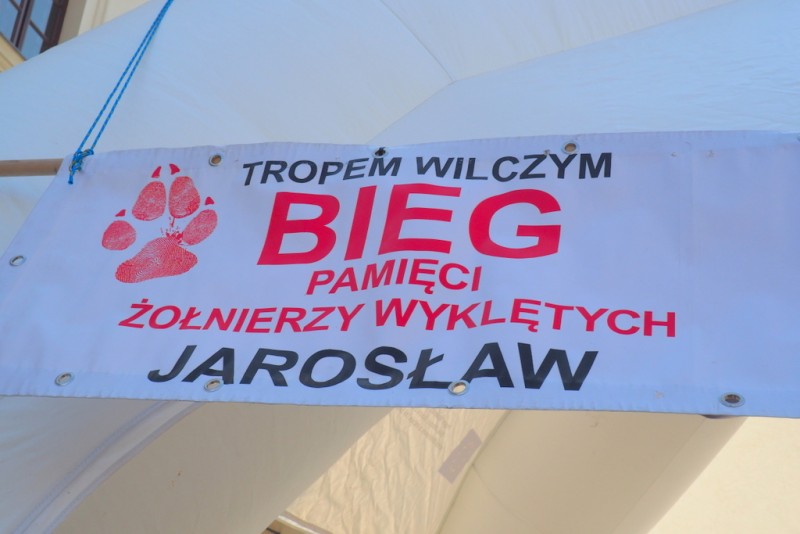 TROPEM WILCZYM
BIEG
PAMIĘCI
ŻOŁNIERZY WYKLĘTYCH
JAROSŁAW